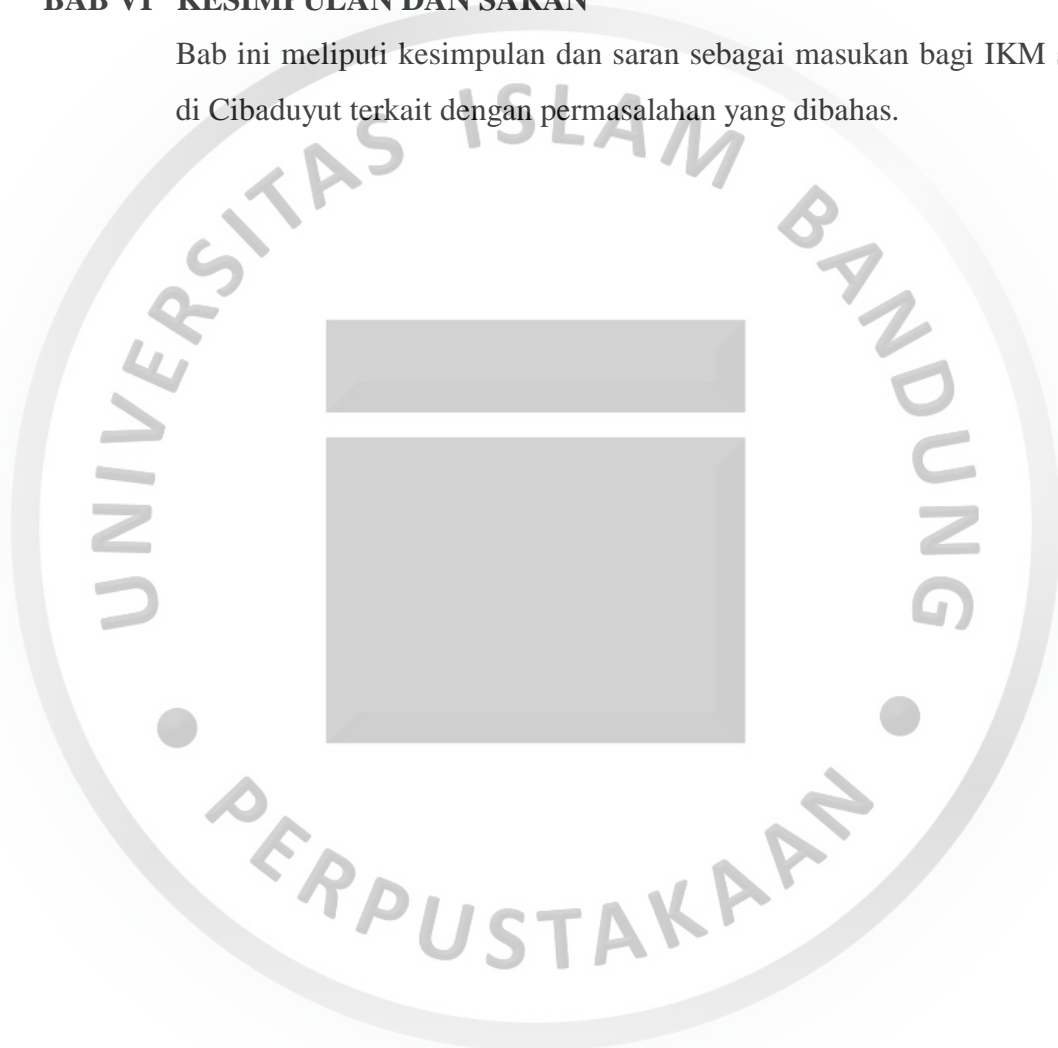 BAB VI KESIMPULAN DAN SARAN
Bab ini meliputi kesimpulan dan saran sebagai masukan bagi IKM
di Cibaduyut terkait dengan permasalahan yang dibahas.
UNIVERSITAS ISLAM BANDUNG
PERPUSTAKAAN